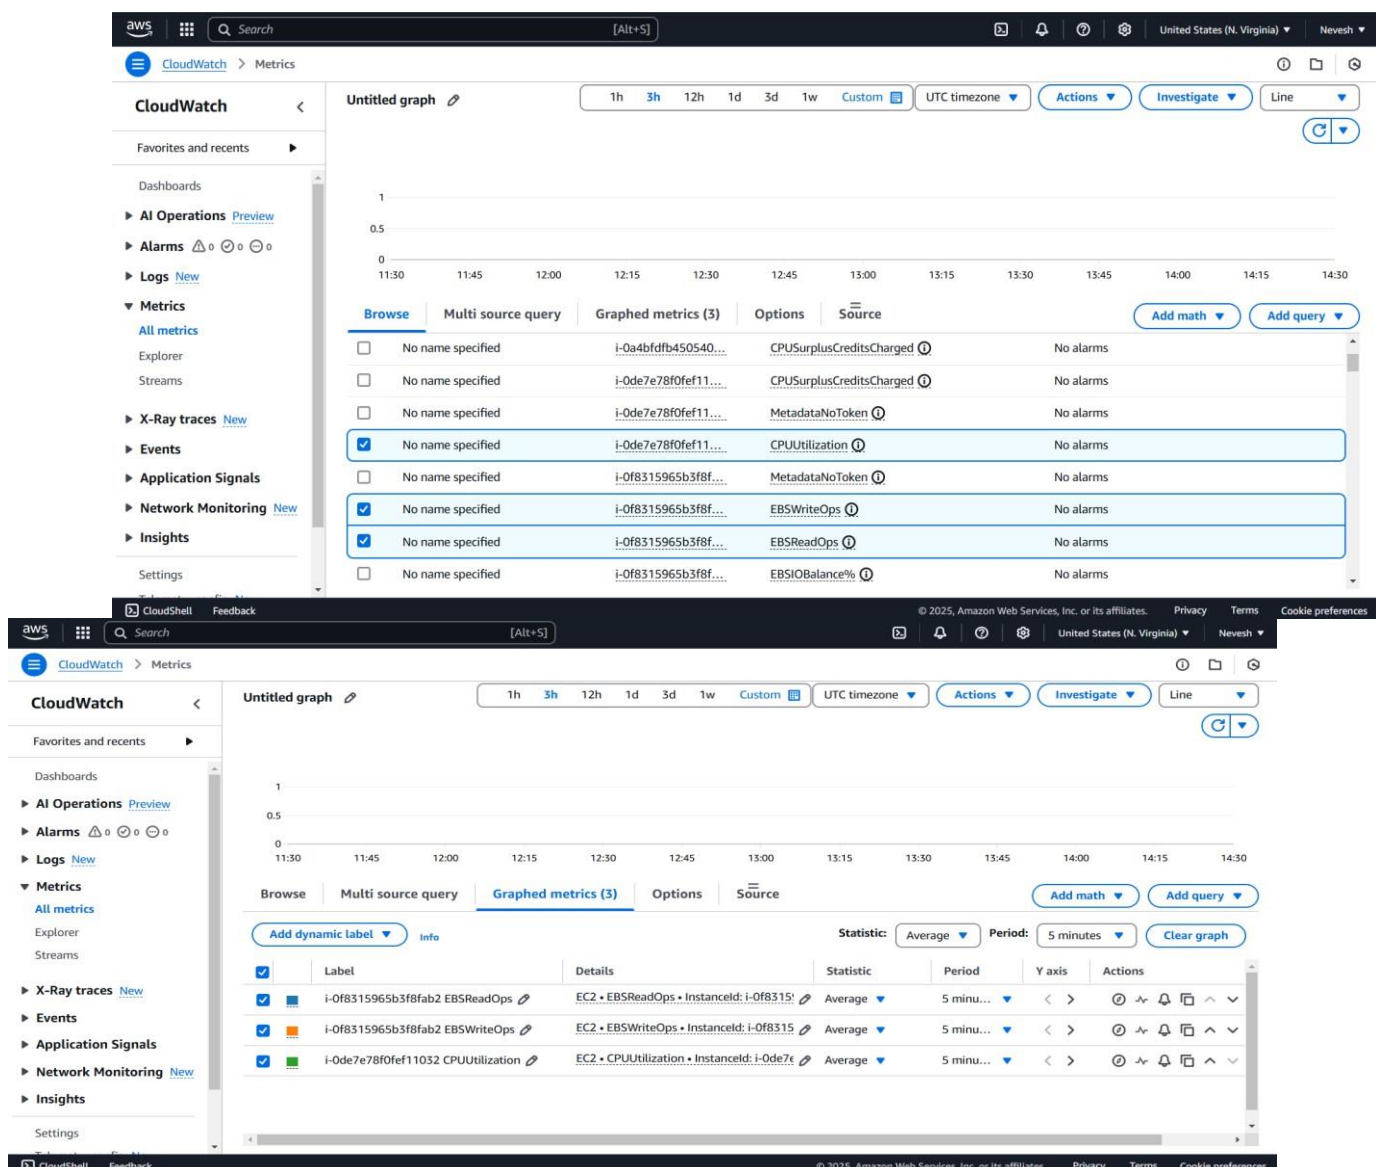 aws Search [Alt+S] United States (N. Virginia) Nevesh
CloudWatch > Metrics
CloudWatch
Untitled graph 1h 3h 12h 1d 3d 1w Custom UTC timezone Actions Investigate Line
Favorites and recents
Dashboards
AI Operations Preview
Alarms 0 0 0
Logs New
Metrics
All metrics
Explorer
Streams
X-Ray traces New
Events
Application Signals
Network Monitoring New
Insights
Settings
1
0.5
0
11:30 11:45 12:00 12:15 12:30 12:45 13:00 13:15 13:30 13:45 14:00 14:15 14:30
Browse Multi source query Graphed metrics (3) Options Source Add math Add query
No name specified i-0a4bfdfb450540... CPUSurplusCreditsCharged No alarms
No name specified i-0de7e78f0fef11... CPUSurplusCreditsCharged No alarms
No name specified i-0de7e78f0fef11... MetadataNoToken No alarms
No name specified i-0de7e78f0fef11... CPUUtilization No alarms
No name specified i-0f8315965b3f8f... MetadataNoToken No alarms
No name specified i-0f8315965b3f8f... EBSWriteOps No alarms
No name specified i-0f8315965b3f8f... EBSReadOps No alarms
No name specified i-0f8315965b3f8f... EBSIOBalance% No alarms
CloudShell Feedback © 2025, Amazon Web Services, Inc. or its affiliates. Privacy Terms Cookie preferences
aws Search [Alt+S] United States (N. Virginia) Nevesh
CloudWatch > Metrics
CloudWatch
Untitled graph 1h 3h 12h 1d 3d 1w Custom UTC timezone Actions Investigate Line
Favorites and recents
Dashboards
AI Operations Preview
Alarms 0 0 0
Logs New
Metrics
All metrics
Explorer
Streams
X-Ray traces New
Events
Application Signals
Network Monitoring New
Insights
Settings
1
0.5
0
11:30 11:45 12:00 12:15 12:30 12:45 13:00 13:15 13:30 13:45 14:00 14:15 14:30
Browse Multi source query Graphed metrics (3) Options Source Add math Add query
Add dynamic label Info Statistic: Average Period: 5 minutes Clear graph
Label Details Statistic Period Y axis Actions
i-0f8315965b3f8fab2 EBSReadOps EC2 • EBSReadOps • InstanceId: i-0f8315 Average 5 minu...
i-0f8315965b3f8fab2 EBSWriteOps EC2 • EBSWriteOps • InstanceId: i-0f8315 Average 5 minu...
i-0de7e78f0fef11032 CPUUtilization EC2 • CPUUtilization • InstanceId: i-0de7e Average 5 minu...
CloudShell Feedback © 2025, Amazon Web Services, Inc. or its affiliates. Privacy Terms Cookie preferences